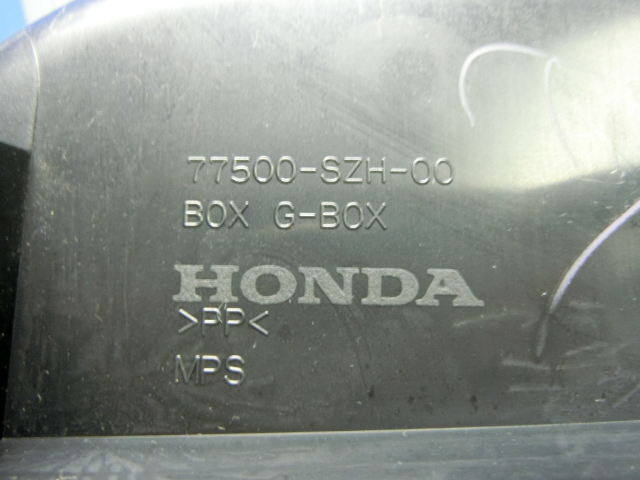 77500-SZH-00
BOX G-BOX
HONDA
>PP<
MPS